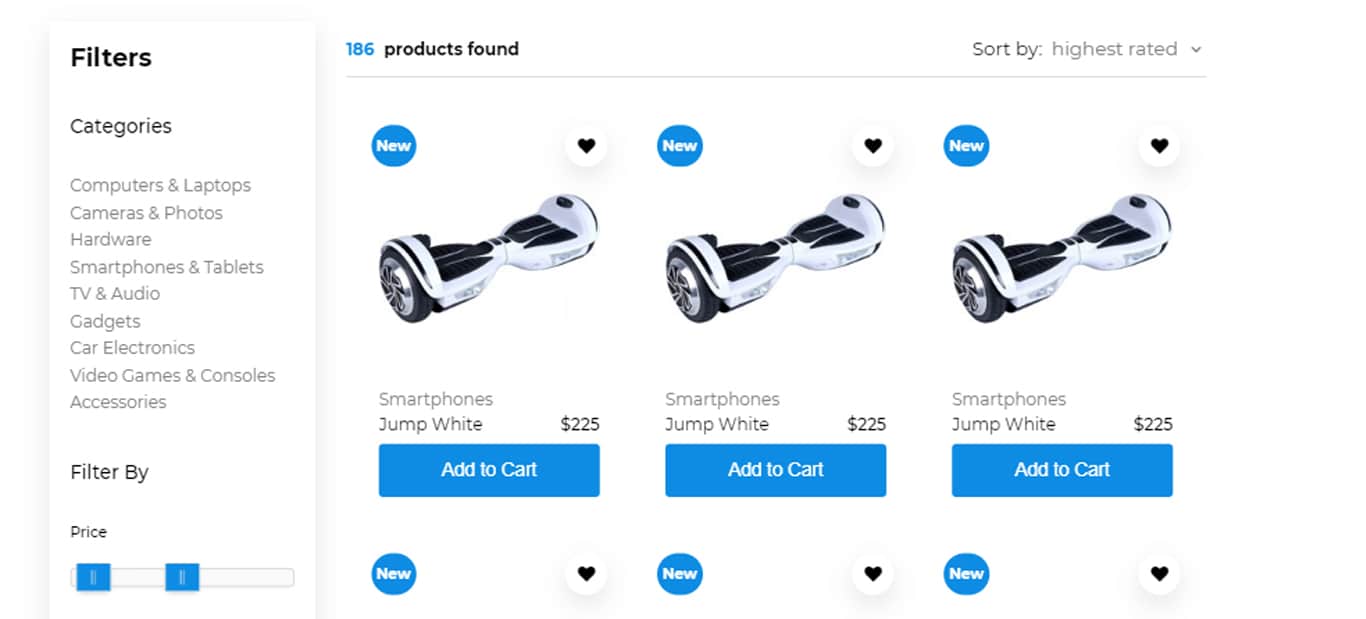 Filters
Categories
Computers & Laptops
Cameras & Photos
Hardware
Smartphones & Tablets
TV & Audio
Gadgets
Car Electronics
Video Games & Consoles
Accessories
Filter By
Price
186 products found
Sort by: highest rated
New
New
New
Smartphones
Jump White $225
Add to Cart
Smartphones
Jump White $225
Add to Cart
Smartphones
Jump White $225
Add to Cart
New
New
New